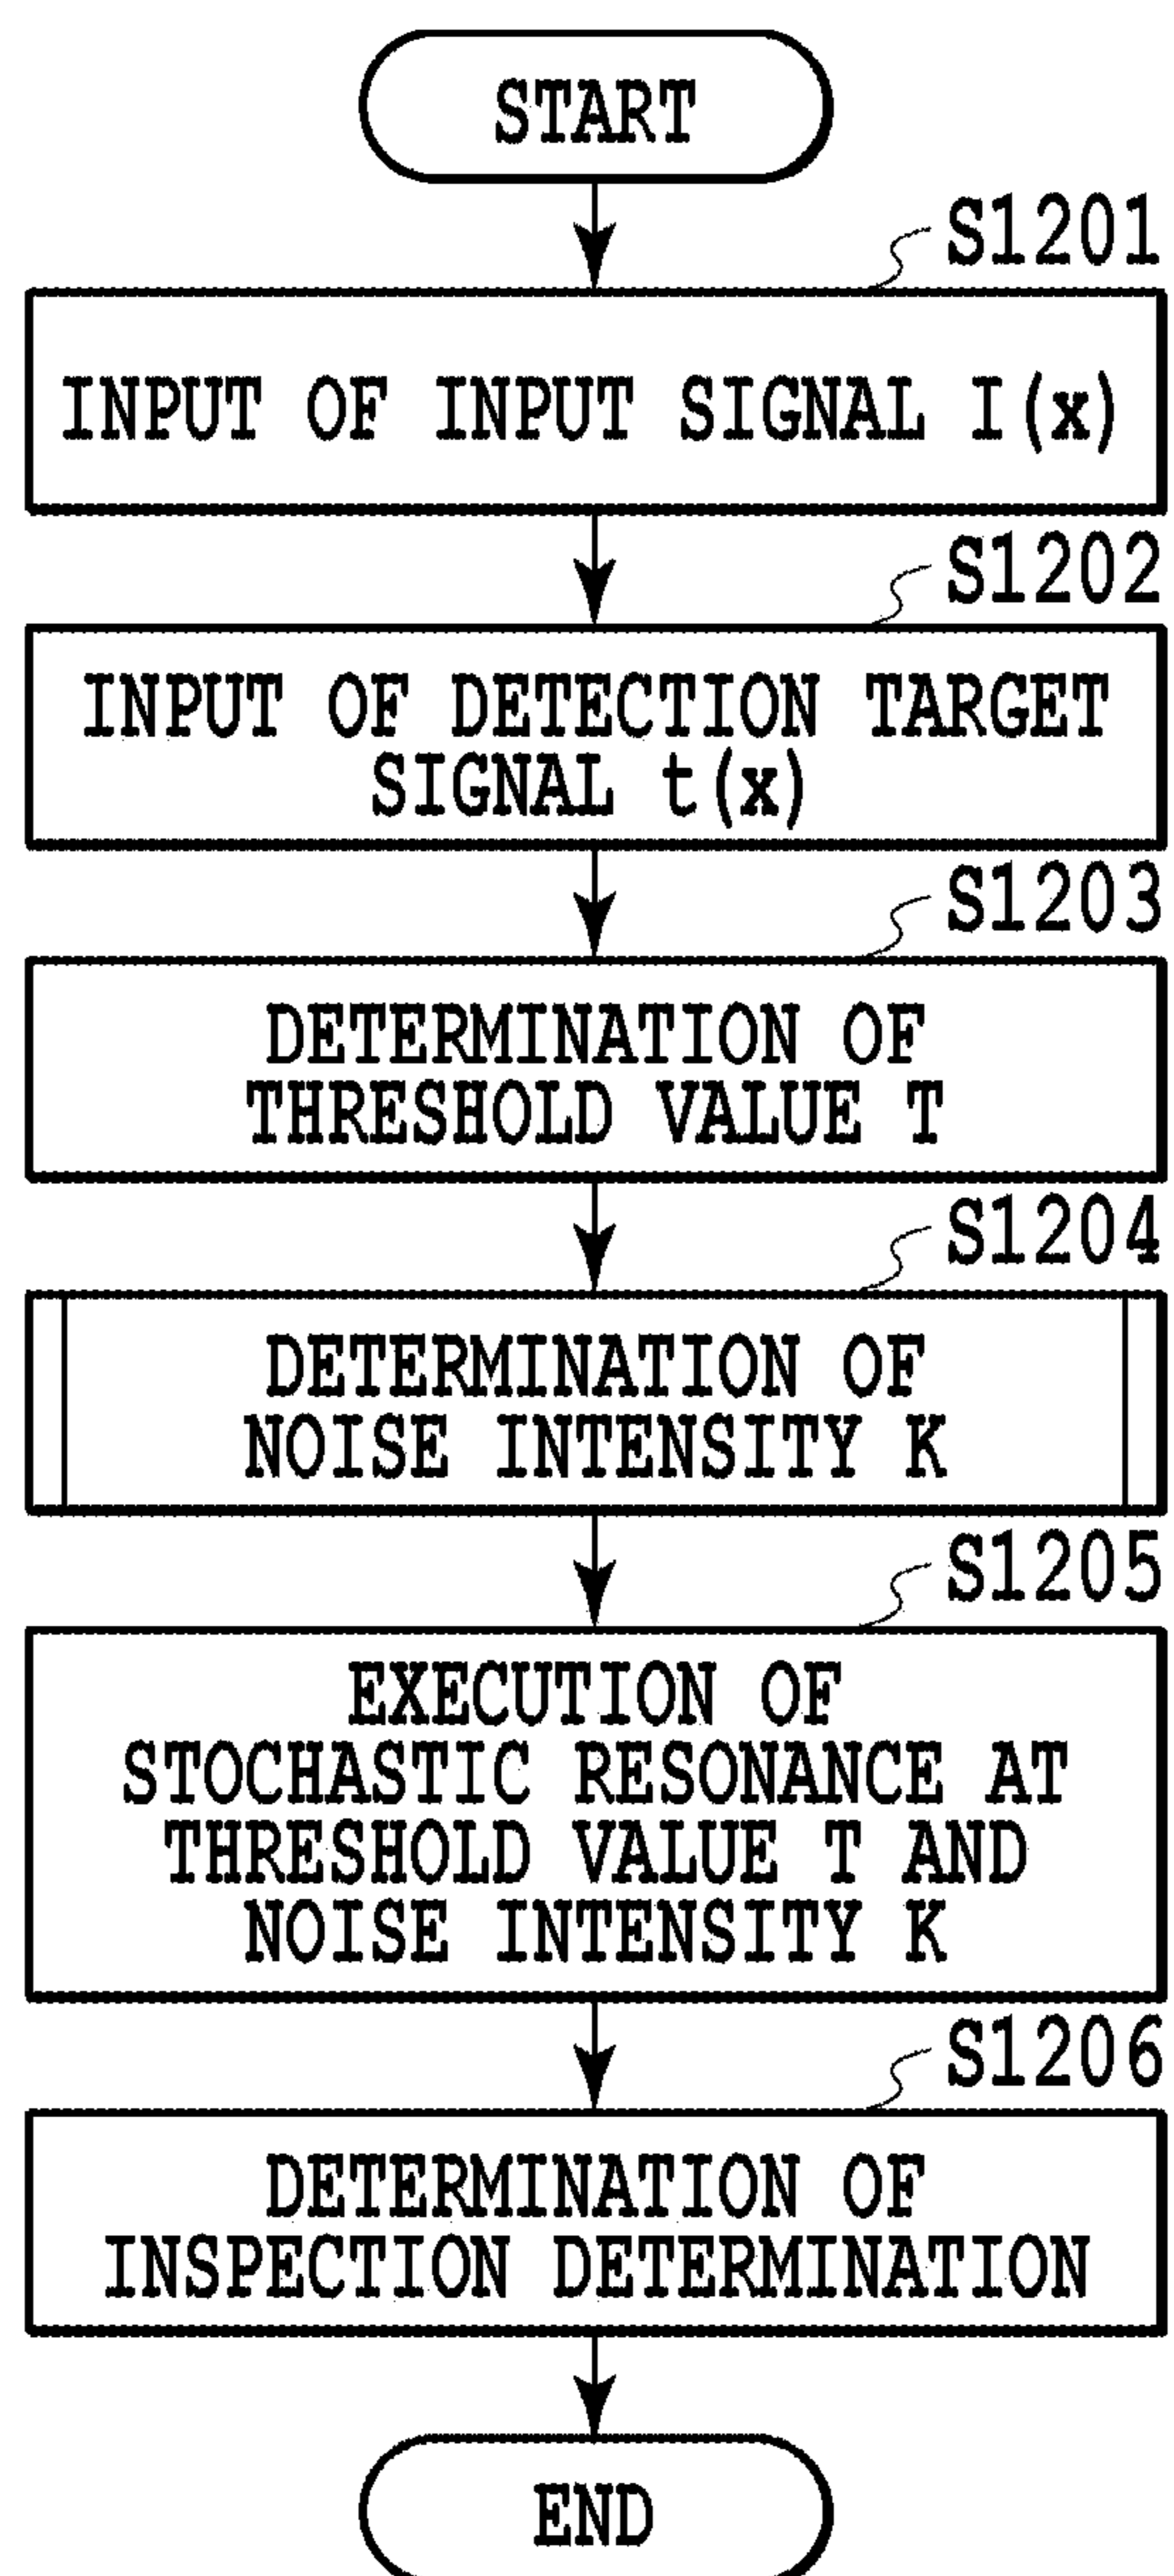 START
S1201
INPUT OF INPUT SIGNAL I(x)
S1202
INPUT OF DETECTION TARGET
SIGNAL t(x)
S1203
DETERMINATION OF
THRESHOLD VALUE T
S1204
DETERMINATION OF
NOISE INTENSITY K
S1205
EXECUTION OF
STOCHASTIC RESONANCE AT
THRESHOLD VALUE T AND
NOISE INTENSITY K
S1206
DETERMINATION OF
INSPECTION DETERMINATION
END